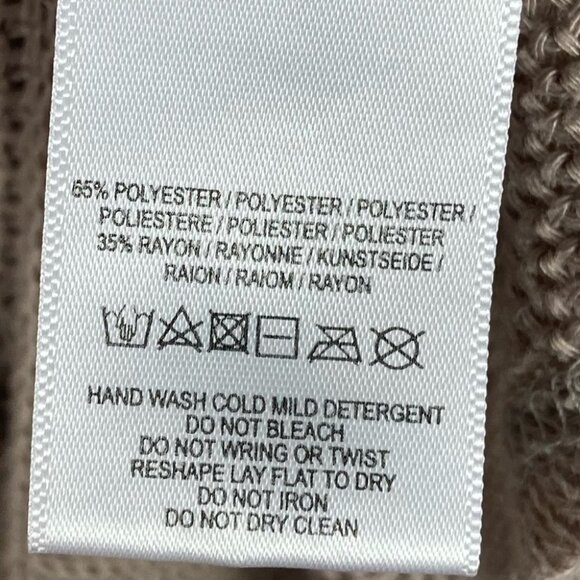 65% POLYESTER / POLYESTER / POLYESTER /
POLIESTERE / POLIESTER / POLIESTER
35% RAYON / RAYONNE / KUNSTSEIDE /
RAION / RAIOM / RAYON
HAND WASH COLD MILD DETERGENT
DO NOT BLEACH
DO NOT WRING OR TWIST
RESHAPE LAY FLAT TO DRY
DO NOT IRON
DO NOT DRY CLEAN